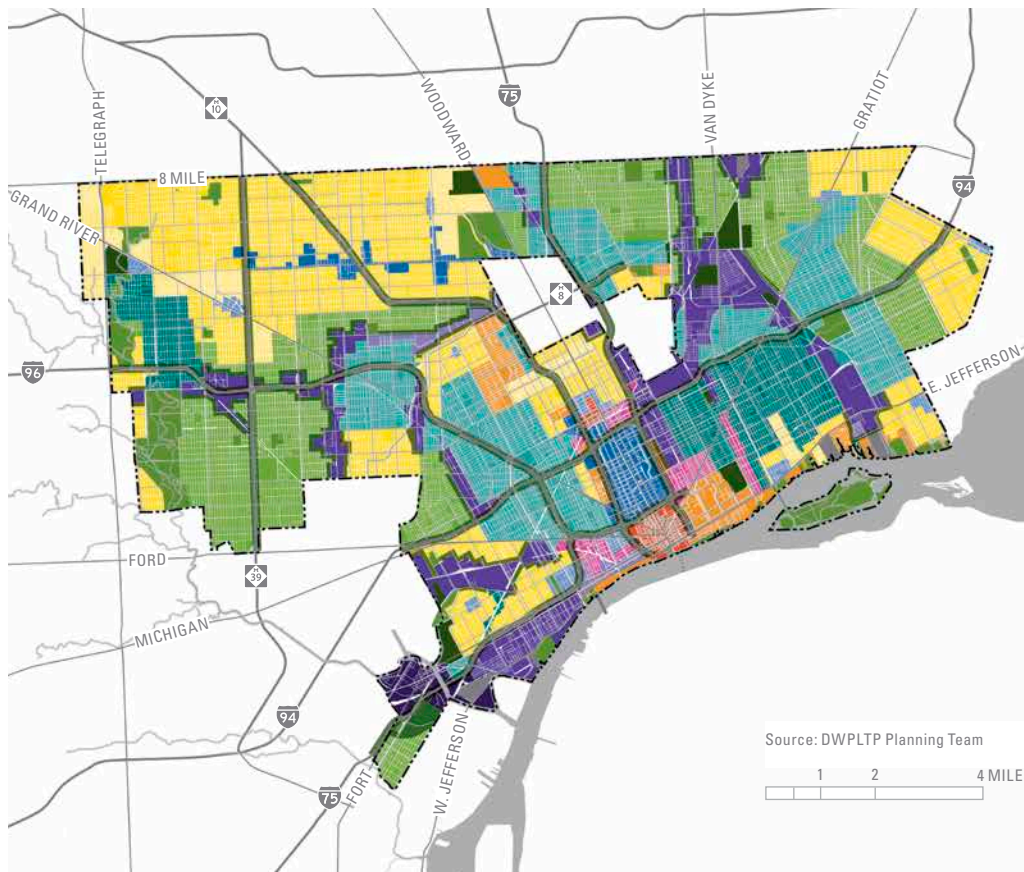 TELEGRAPH
M
10
WOODWARD
75
VAN DYKE
GRATIOT
94
8 MILE
GRAND RIVER
M
8
96
E. JEFFERSON
FORD
M
39
MICHIGAN
94
75
FORT
W. JEFFERSON
Source: DWPLTP Planning Team
1 2 4 MILE